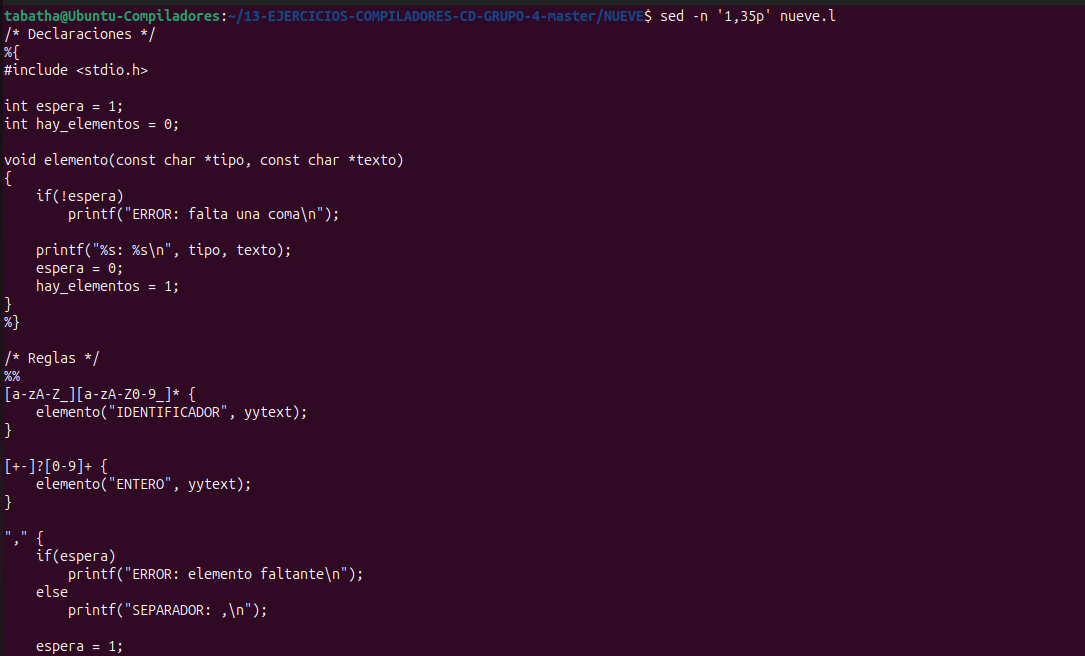 tabatha@Ubuntu-Compiladores:~/13-EJERCICIOS-COMPILADORES-CD-GRUPO-4-master/NUEVE$ sed -n '1,35p' nueve.l
/* Declaraciones */
%{
#include <stdio.h>

int espera = 1;
int hay_elementos = 0;

void elemento(const char *tipo, const char *texto)
{
    if(!espera)
        printf("ERROR: falta una coma\n");

    printf("%s: %s\n", tipo, texto);
    espera = 0;
    hay_elementos = 1;
}
%}

/* Reglas */
%%
[a-zA-Z_][a-zA-Z0-9_]* {
    elemento("IDENTIFICADOR", yytext);
}

[+-]?[0-9]+ {
    elemento("ENTERO", yytext);
}

"," {
    if(espera)
        printf("ERROR: elemento faltante\n");
    else
        printf("SEPARADOR: ,\n");

    espera = 1;